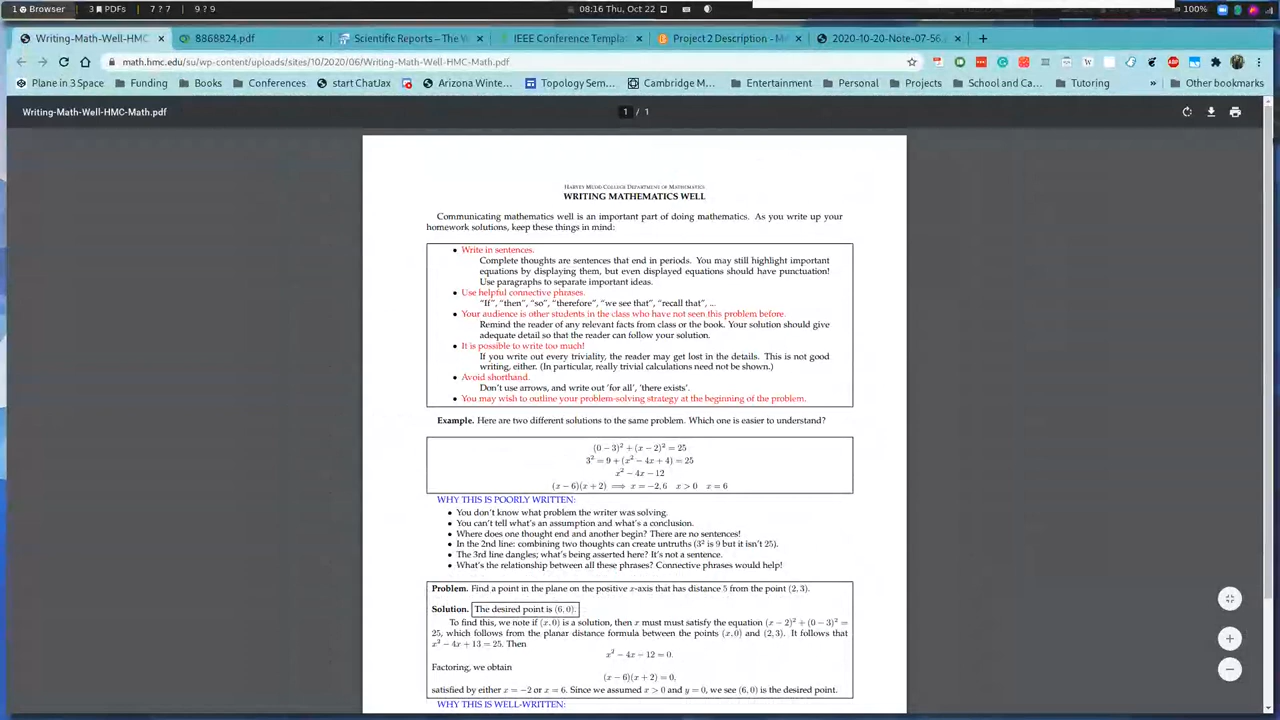 1 Browser 3 PDFs 7 ? 7 9 ? 9 08:16 Thu, Oct 22 100%
Writing-Math-Well-HMC 8868824.pdf Scientific Reports – The IEEE Conference Templa Project 2 Description - M 2020-10-20-Note-07-56.
math.hmc.edu/su/wp-content/uploads/sites/10/2020/06/Writing-Math-Well-HMC-Math.pdf
Plane in 3 Space Funding Books Conferences start ChatJax Arizona Winte... Topology Sem... Cambridge M... Entertainment Personal Papers Projects School and Ca... Tutoring » Other bookmarks
Writing-Math-Well-HMC-Math.pdf 1 / 1
HARVEY MUDD COLLEGE DEPARTMENT OF MATHEMATICS
WRITING MATHEMATICS WELL
Communicating mathematics well is an important part of doing mathematics. As you write up your
homework solutions, keep these things in mind:
• Write in sentences.
Complete thoughts are sentences that end in periods. You may still highlight important
equations by displaying them, but even displayed equations should have punctuation!
Use paragraphs to separate important ideas.
• Use helpful connective phrases.
“If”, “then”, “so”, “therefore”, “we see that”, “recall that”, ...
• Your audience is other students in the class who have not seen this problem before.
Remind the reader of any relevant facts from class or the book. Your solution should give
adequate detail so that the reader can follow your solution.
• It is possible to write too much!
If you write out every triviality, the reader may get lost in the details. This is not good
writing, either. (In particular, really trivial calculations need not be shown.)
• Avoid shorthand.
Don't use arrows, and write out 'for all', 'there exists'.
• You may wish to outline your problem-solving strategy at the beginning of the problem.
Example. Here are two different solutions to the same problem. Which one is easier to understand?
(0 − 3)² + (x − 2)² = 25
3² = 9 + (x² − 4x + 4) = 25
x² − 4x − 12
(x − 6)(x + 2) ⟹ x = −2, 6 x > 0 x = 6
WHY THIS IS POORLY WRITTEN:
• You don't know what problem the writer was solving.
• You can't tell what's an assumption and what's a conclusion.
• Where does one thought end and another begin? There are no sentences!
• In the 2nd line: combining two thoughts can create untruths (3² is 9 but it isn't 25).
• The 3rd line dangles; what's being asserted here? It's not a sentence.
• What's the relationship between all these phrases? Connective phrases would help!
Problem. Find a point in the plane on the positive x-axis that has distance 5 from the point (2, 3).
Solution. The desired point is (6, 0).
To find this, we note if (x, 0) is a solution, then x must must satisfy the equation (x − 2)² + (0 − 3)² =
25, which follows from the planar distance formula between the points (x, 0) and (2, 3). It follows that
x² − 4x + 13 = 25. Then
x² − 4x − 12 = 0.
Factoring, we obtain
(x − 6)(x + 2) = 0,
satisfied by either x = −2 or x = 6. Since we assumed x > 0 and y = 0, we see (6, 0) is the desired point.
WHY THIS IS WELL-WRITTEN: